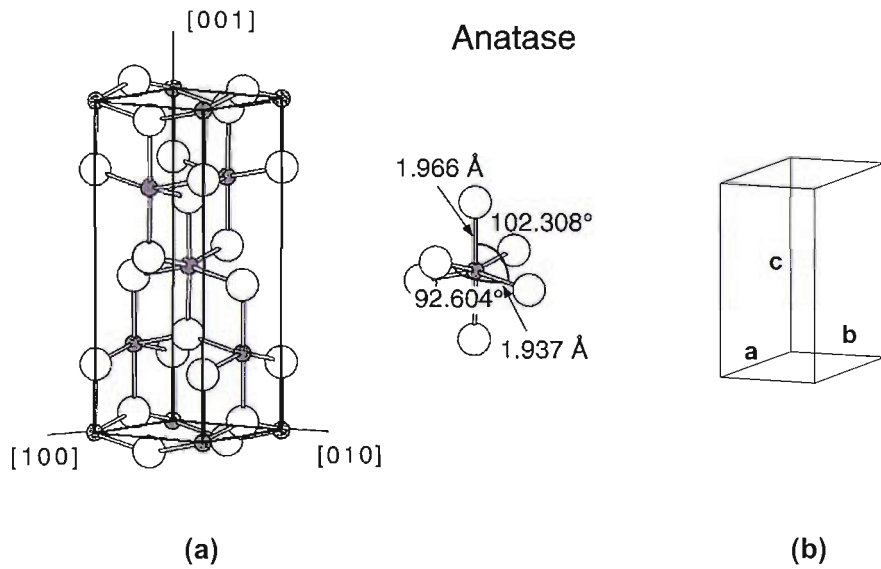 [001]
Anatase
1.966 Å
102.308°
92.604°
1.937 Å
[100]
[010]
c
b
a
(a)
(b)